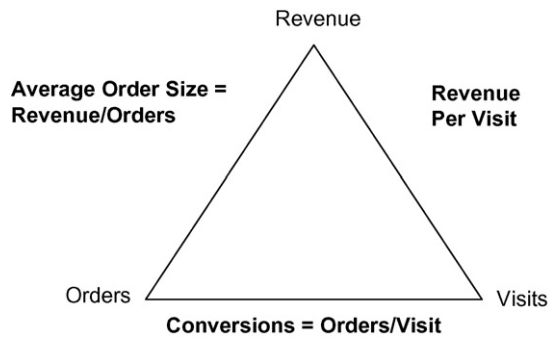 Revenue
Average Order Size =
Revenue/Orders
Revenue
Per Visit
Orders
Visits
Conversions = Orders/Visit